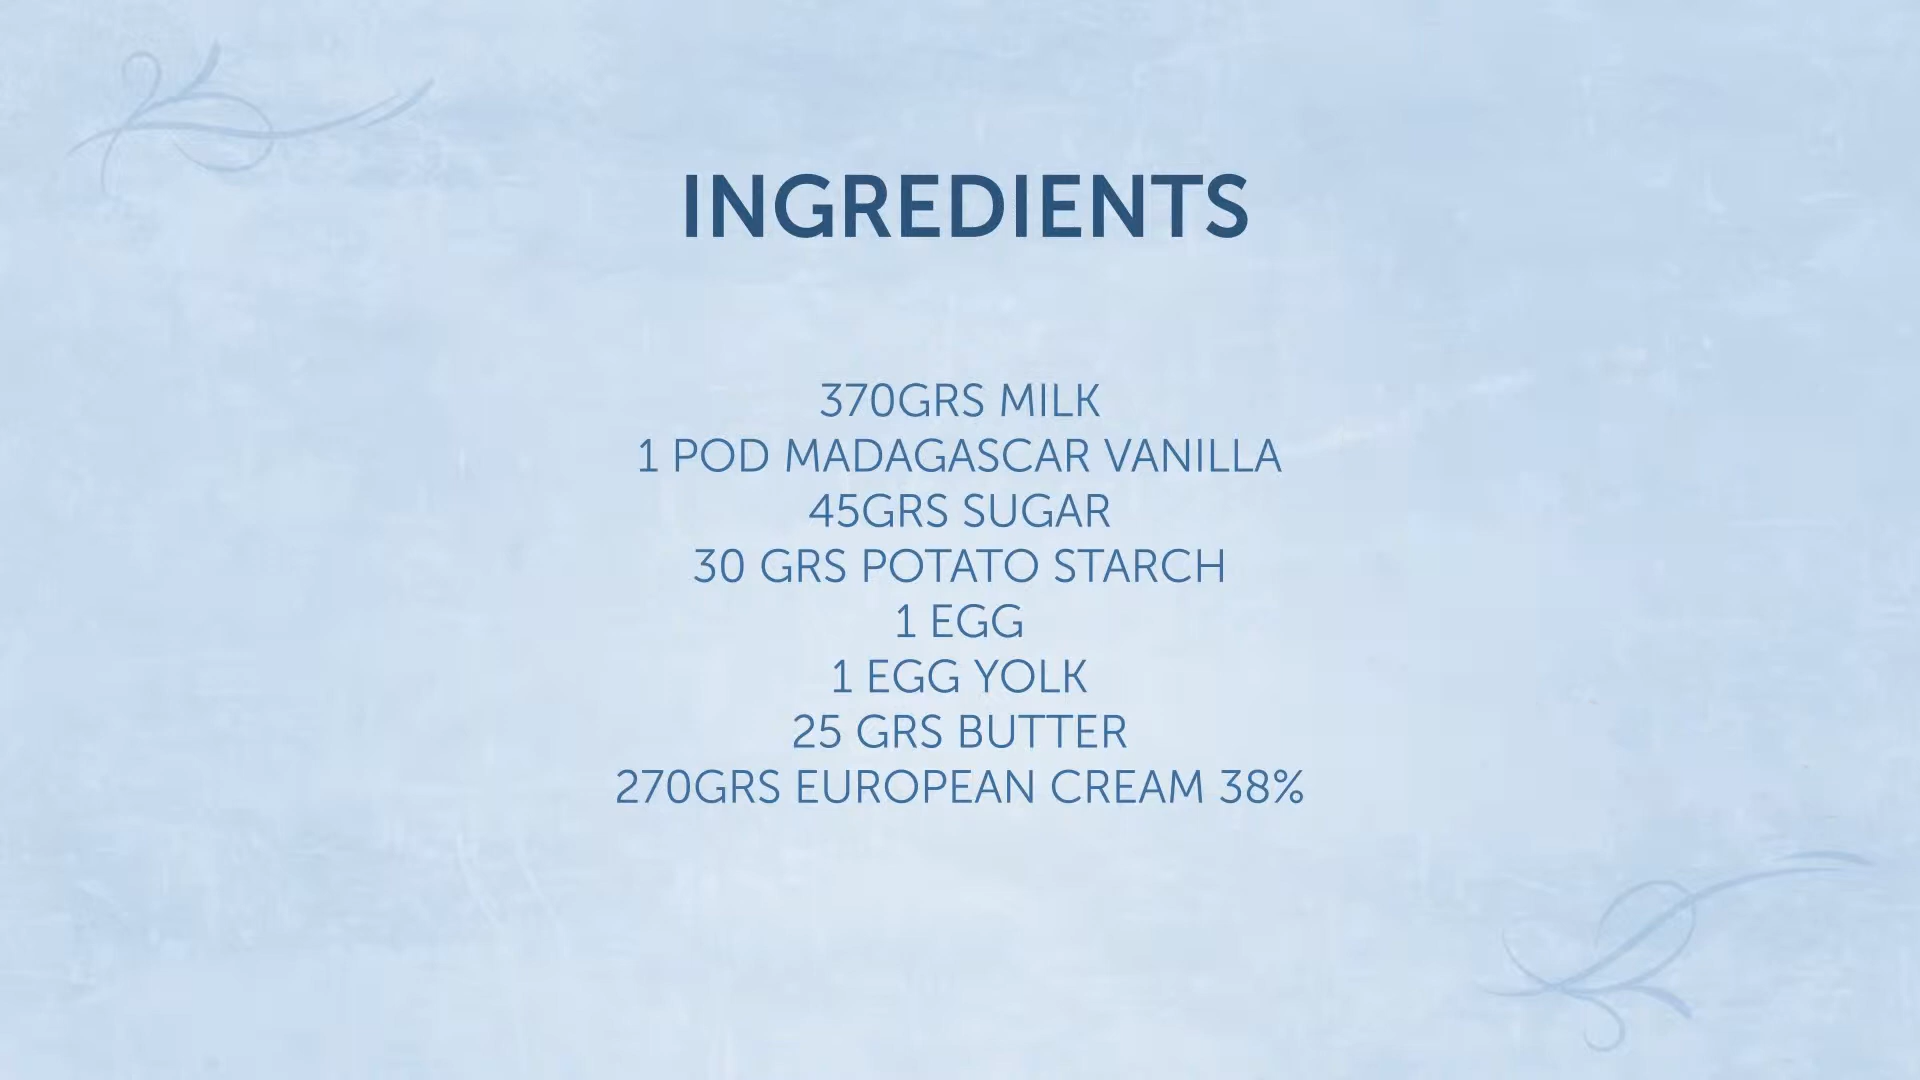 INGREDIENTS
370GRS MILK
1 POD MADAGASCAR VANILLA
45GRS SUGAR
30 GRS POTATO STARCH
1 EGG
1 EGG YOLK
25 GRS BUTTER
270GRS EUROPEAN CREAM 38%